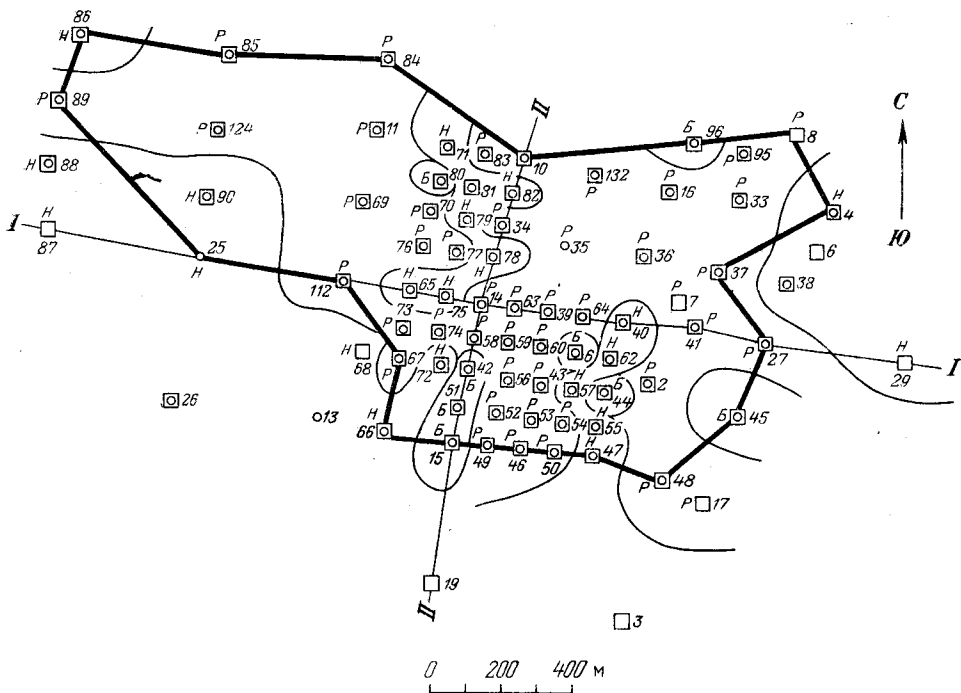 86
Н
Р
85
Р
84
С
Ю
Р
89
Р
124
Р
11
Н
71
Р
83
II
10
Б
96
Р
8
Р
95
Н
88
Н
90
Б
80
31
Н
82
132
Р
Р
16
Р
33
Н
4
Р
69
Р
70
Н
79
Р
34
I
Н
87
25
Н
Р
76
Р
77
78
Н
Р
35
Р
36
6
Р
37
38
Р
112
Н
65
Н
75
Р
14
Р
63
Р
39
Р
64
Н
40
Р
7
Р
41
Р
27
Н
29
I
Р
73
Р
74
Р
58
Р
59
Р
60
Б
6
Н
62
Н
68
67
Р
Н
72
42
Б
Р
56
Р
43
Н
57
Б
44
Р
2
26
13
Н
66
51
Б
Р
52
Р
53
Р
54
Н
55
Б
45
Б
15
Р
49
Р
46
Р
50
Н
47
Р
48
Р
17
19
II
3
0 200 400 м